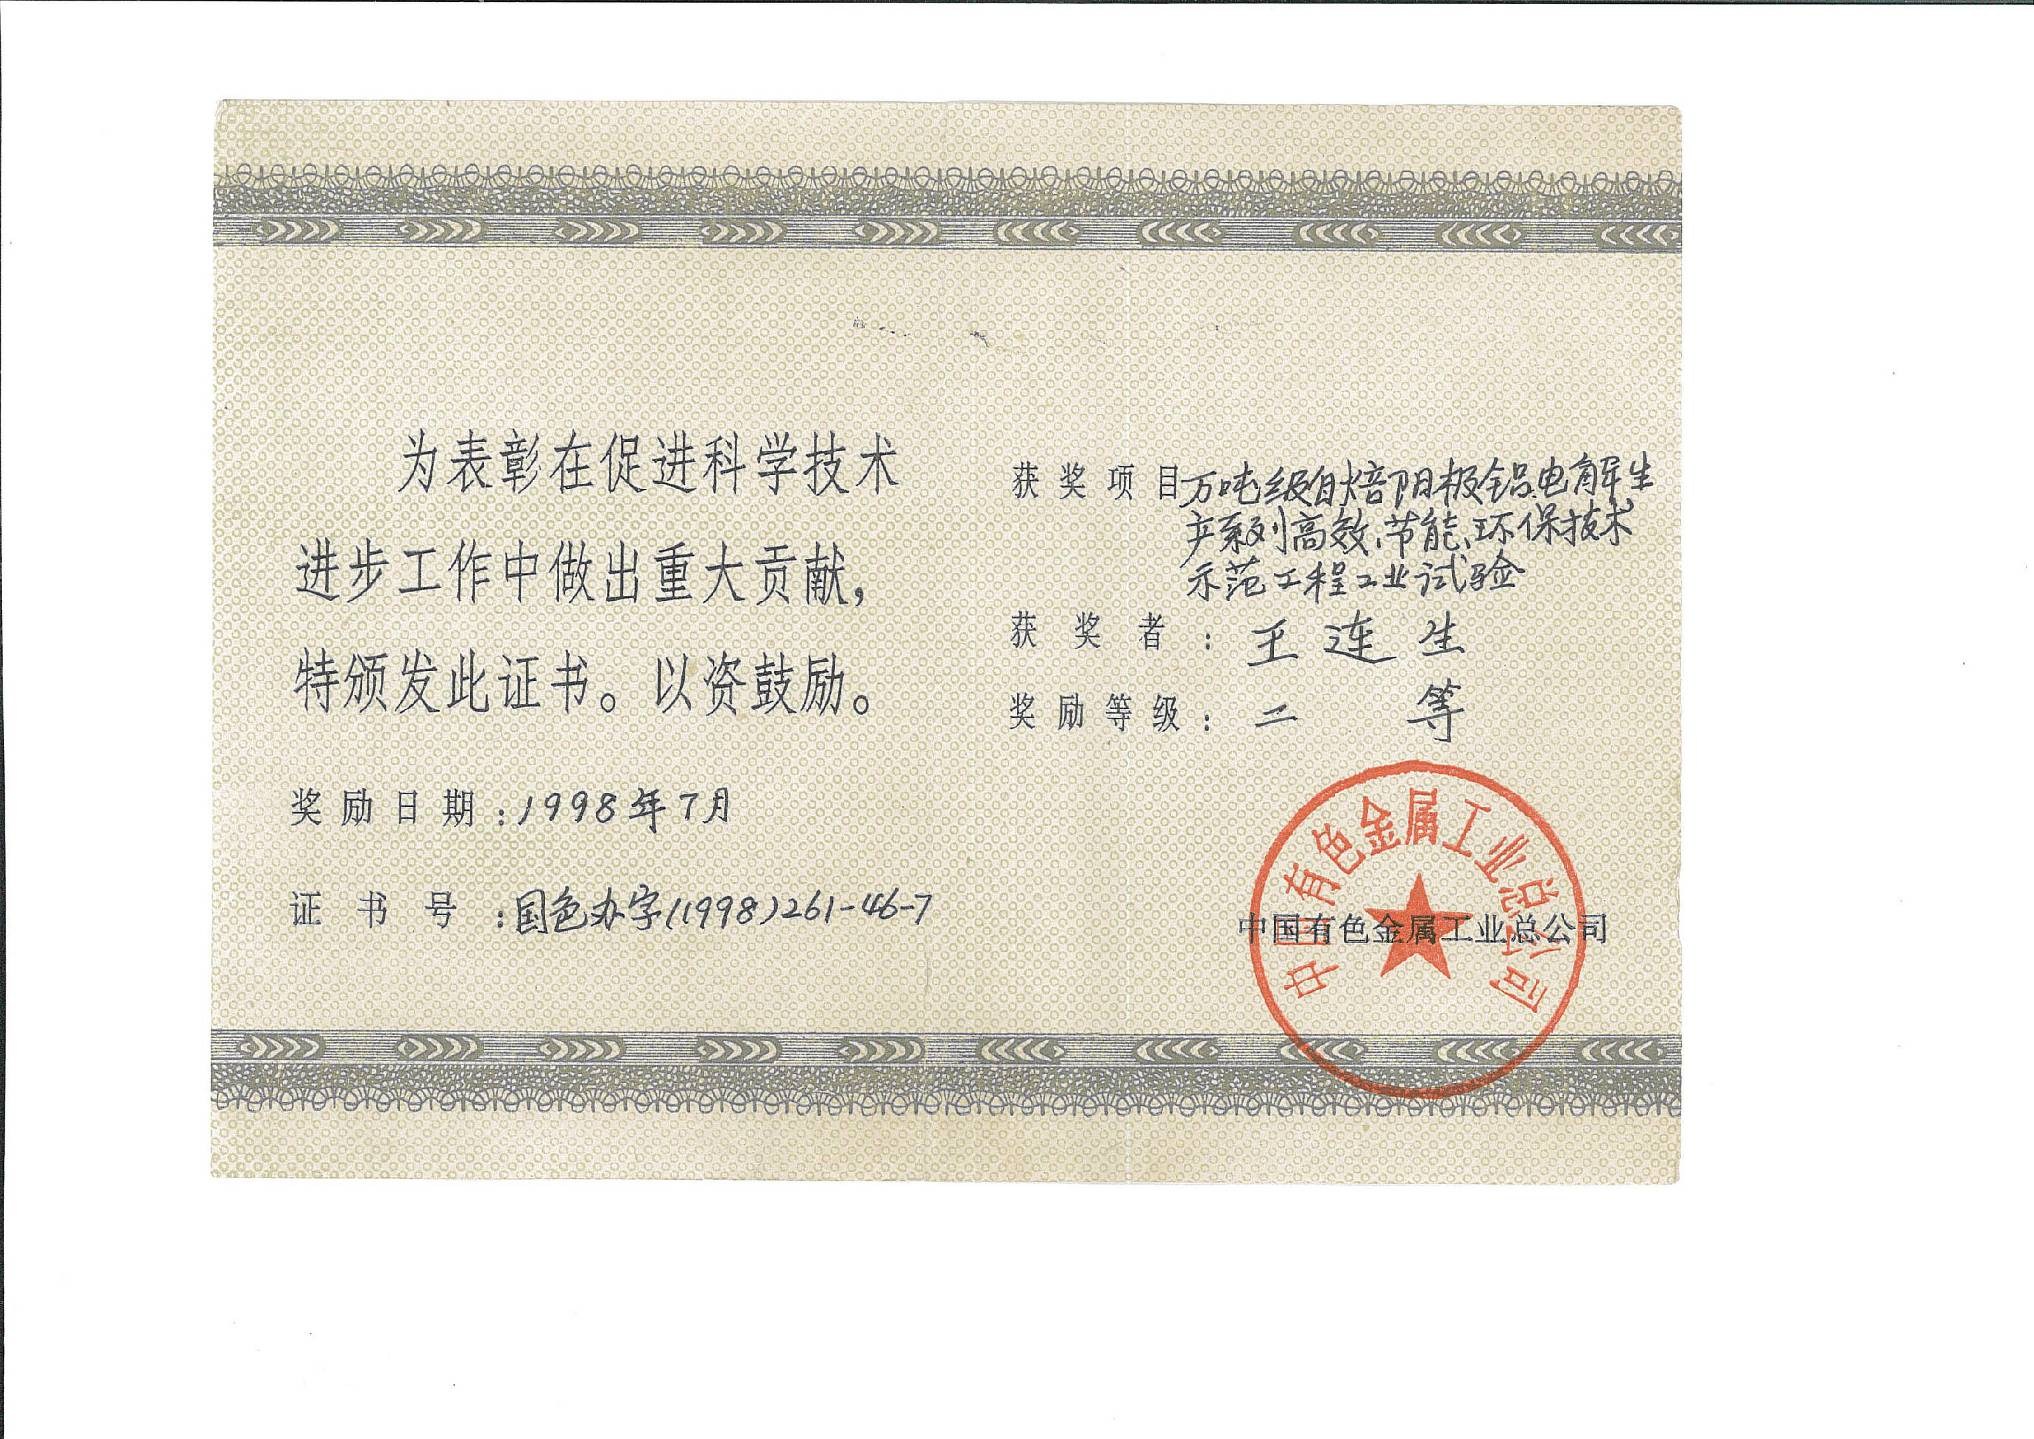 为表彰在促进科学技术
进步工作中做出重大贡献，
特颁发此证书。以资鼓励。
奖励日期：1998年7月
证书号：国色办字(1998)261-46-7
获奖项目万吨级自焙阳极铝电解生
产系列高效、节能、环保技术
示范工程工业试验
获奖者：王连生
奖励等级：二等
中国有色金属工业总公司
中国有色金属工业总公司